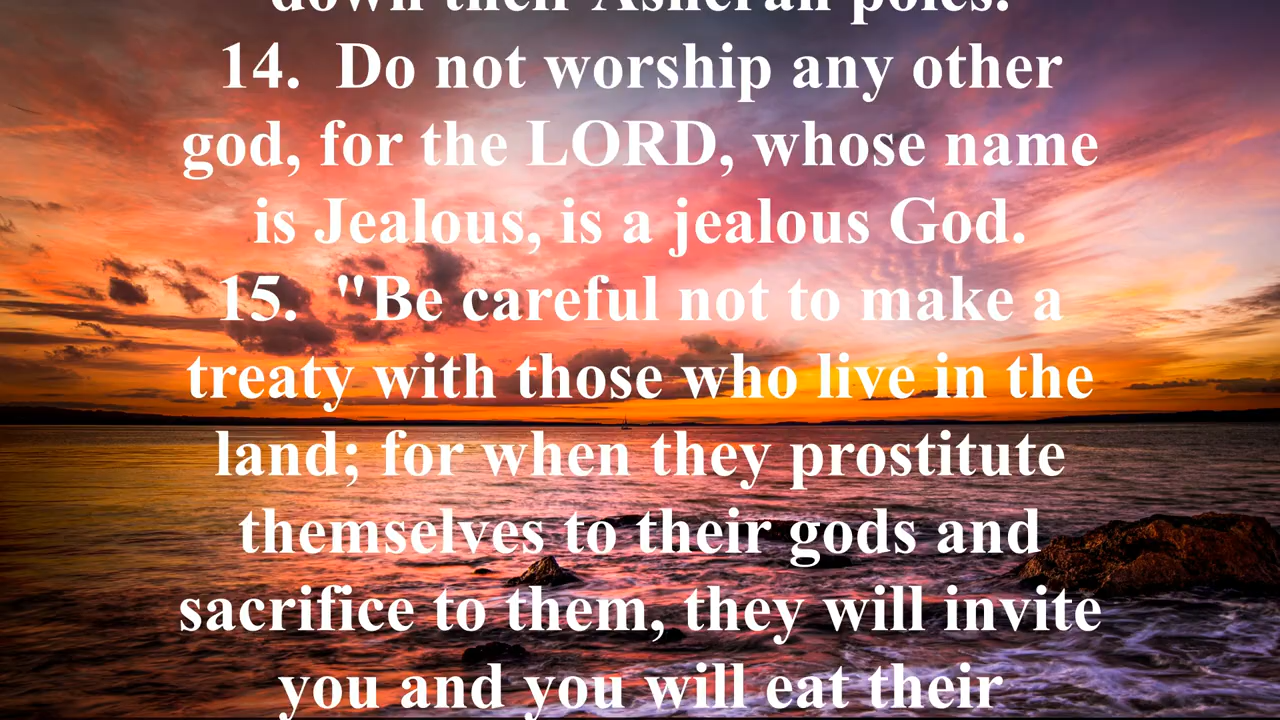 down their Asherah poles.
14.  Do not worship any other
god, for the LORD, whose name
is Jealous, is a jealous God.
15.  "Be careful not to make a
treaty with those who live in the
land; for when they prostitute
themselves to their gods and
sacrifice to them, they will invite
you and you will eat their